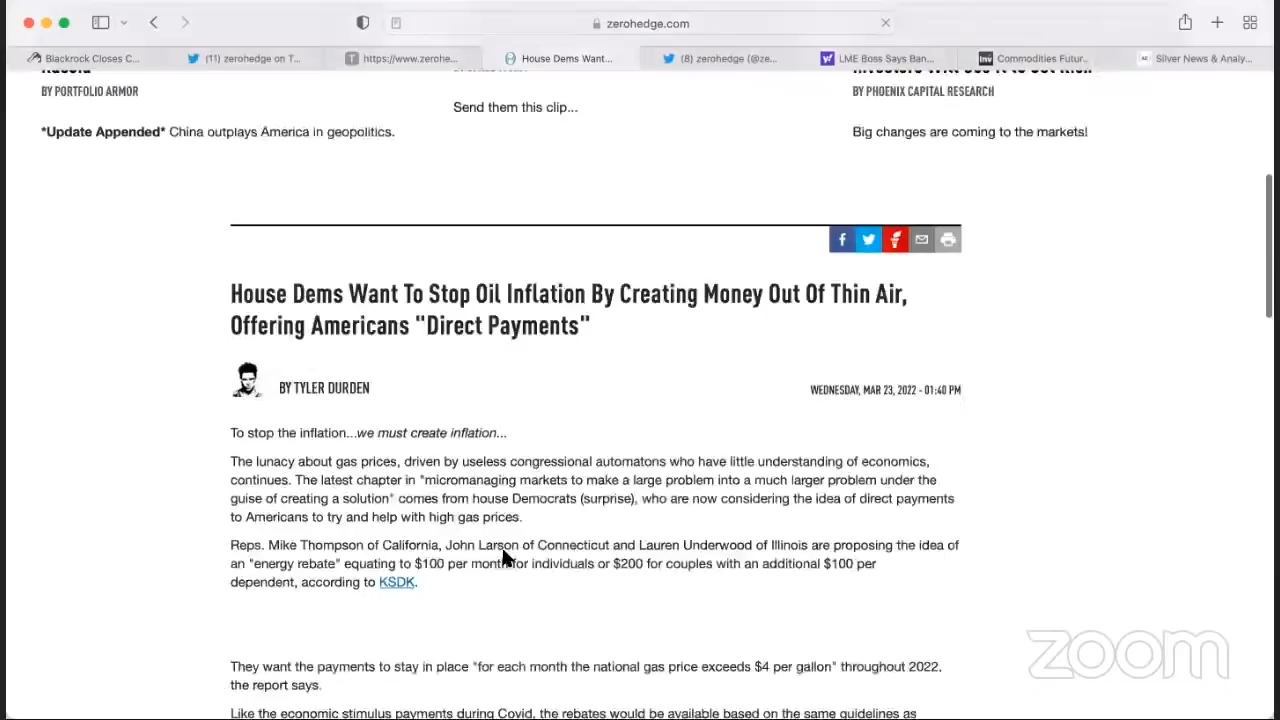 zerohedge.com
Blackrock Closes C...
(11) zerohedge on T...
https://www.zerohe...
House Dems Want...
(8) zerohedge (@ze...
LME Boss Says Ban...
Commodities Futur...
Silver News & Analy...
Russia
BY PORTFOLIO ARMOR
*Update Appended* China outplays America in geopolitics.
Send them this clip...
BY PHOENIX CAPITAL RESEARCH
Big changes are coming to the markets!
House Dems Want To Stop Oil Inflation By Creating Money Out Of Thin Air,
Offering Americans "Direct Payments"
BY TYLER DURDEN
WEDNESDAY, MAR 23, 2022 - 01:40 PM
To stop the inflation...we must create inflation...
The lunacy about gas prices, driven by useless congressional automatons who have little understanding of economics,
continues. The latest chapter in "micromanaging markets to make a large problem into a much larger problem under the
guise of creating a solution" comes from house Democrats (surprise), who are now considering the idea of direct payments
to Americans to try and help with high gas prices.
Reps. Mike Thompson of California, John Larson of Connecticut and Lauren Underwood of Illinois are proposing the idea of
an "energy rebate" equating to $100 per month for individuals or $200 for couples with an additional $100 per
dependent, according to KSDK.
They want the payments to stay in place "for each month the national gas price exceeds $4 per gallon" throughout 2022,
the report says.
Like the economic stimulus payments during Covid, the rebates would be available based on the same guidelines as
zoom